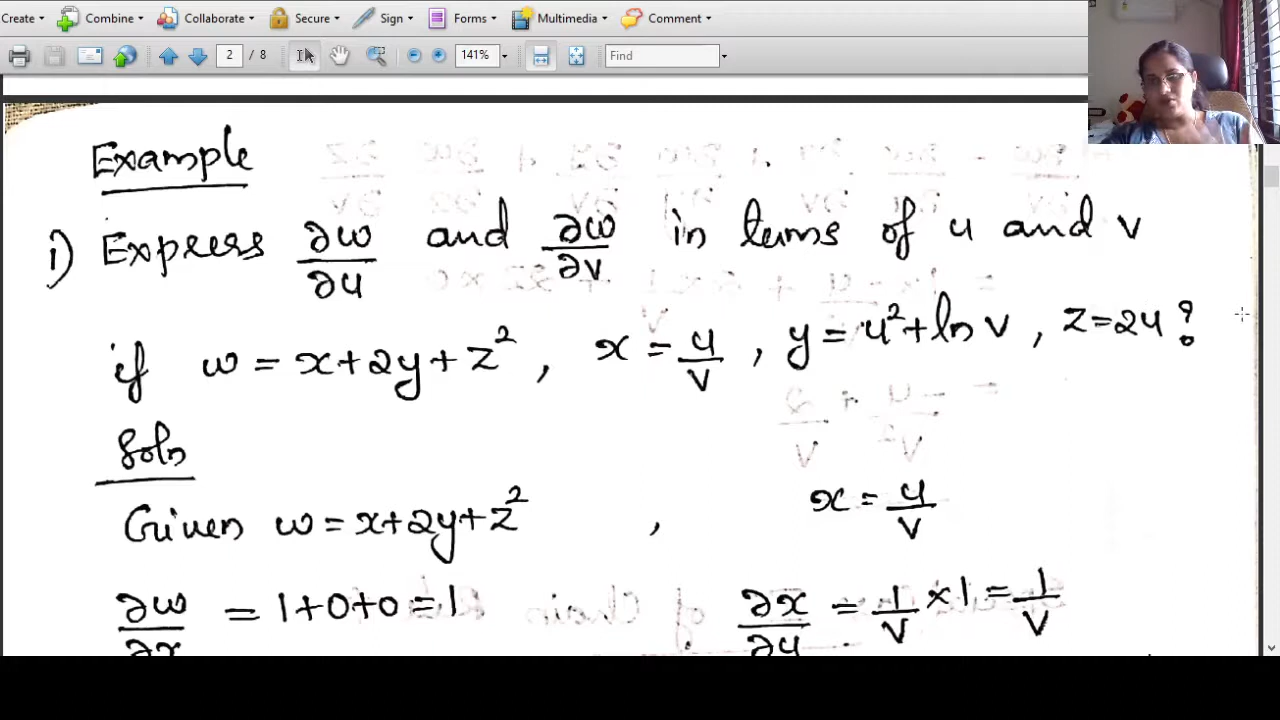 Create Combine Collaborate Secure Sign Forms Multimedia Comment
2 / 8 141% Find
Example
1) Express ∂w/∂u and ∂w/∂v in terms of u and v
if w = x+2y+z², x = u/v, y = u²+ln v, z=2u?
Soln
Given w = x+2y+z², x = u/v
∂w/∂x = 1+0+0 = 1 ∂x/∂u = 1/v × 1 = 1/v